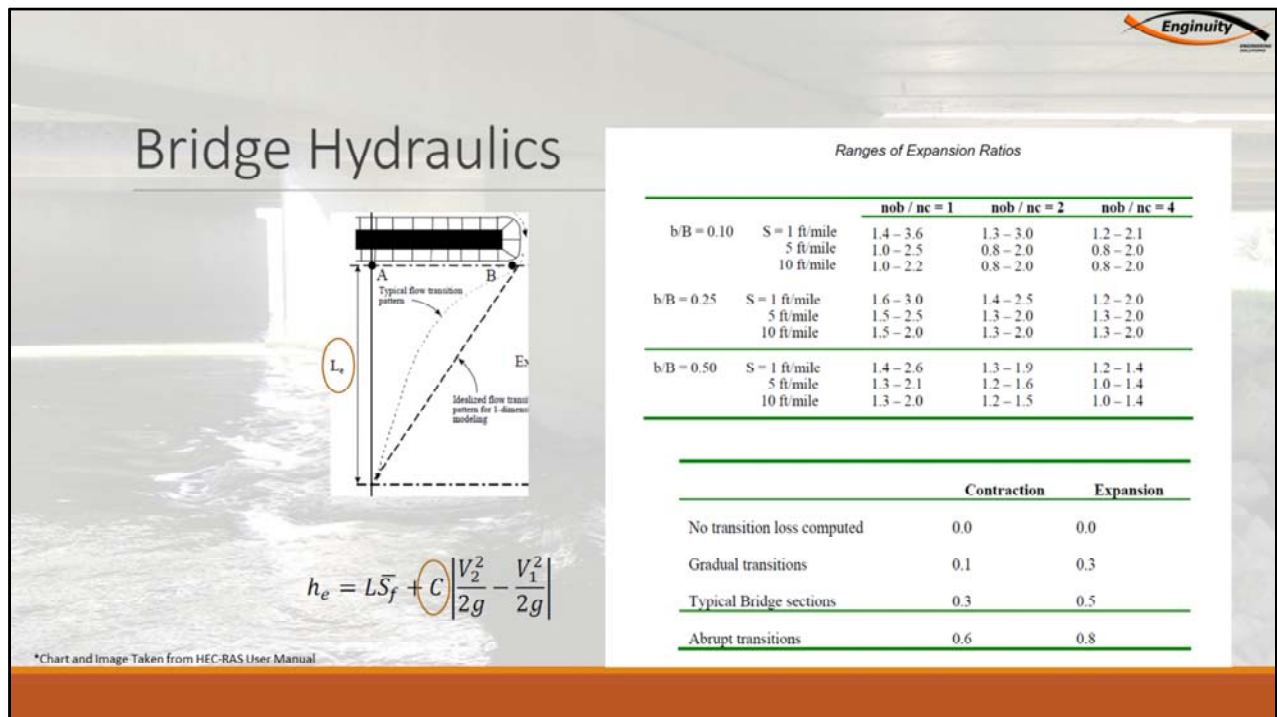 Enginuity
ENGINEERING
SOLUTIONS
Bridge Hydraulics
A
B
Typical flow transition
pattern
Lₑ
Ex
Idealized flow transi
pattern for 1-dimens
modeling
hₑ = LS̄_f + C |V₂²/2g − V₁²/2g|
*Chart and Image Taken from HEC-RAS User Manual
Ranges of Expansion Ratios
nob / nc = 1 nob / nc = 2 nob / nc = 4
b/B = 0.10 S = 1 ft/mile 1.4 – 3.6 1.3 – 3.0 1.2 – 2.1
5 ft/mile 1.0 – 2.5 0.8 – 2.0 0.8 – 2.0
10 ft/mile 1.0 – 2.2 0.8 – 2.0 0.8 – 2.0
b/B = 0.25 S = 1 ft/mile 1.6 – 3.0 1.4 – 2.5 1.2 – 2.0
5 ft/mile 1.5 – 2.5 1.3 – 2.0 1.3 – 2.0
10 ft/mile 1.5 – 2.0 1.3 – 2.0 1.3 – 2.0
b/B = 0.50 S = 1 ft/mile 1.4 – 2.6 1.3 – 1.9 1.2 – 1.4
5 ft/mile 1.3 – 2.1 1.2 – 1.6 1.0 – 1.4
10 ft/mile 1.3 – 2.0 1.2 – 1.5 1.0 – 1.4
Contraction Expansion
No transition loss computed 0.0 0.0
Gradual transitions 0.1 0.3
Typical Bridge sections 0.3 0.5
Abrupt transitions 0.6 0.8